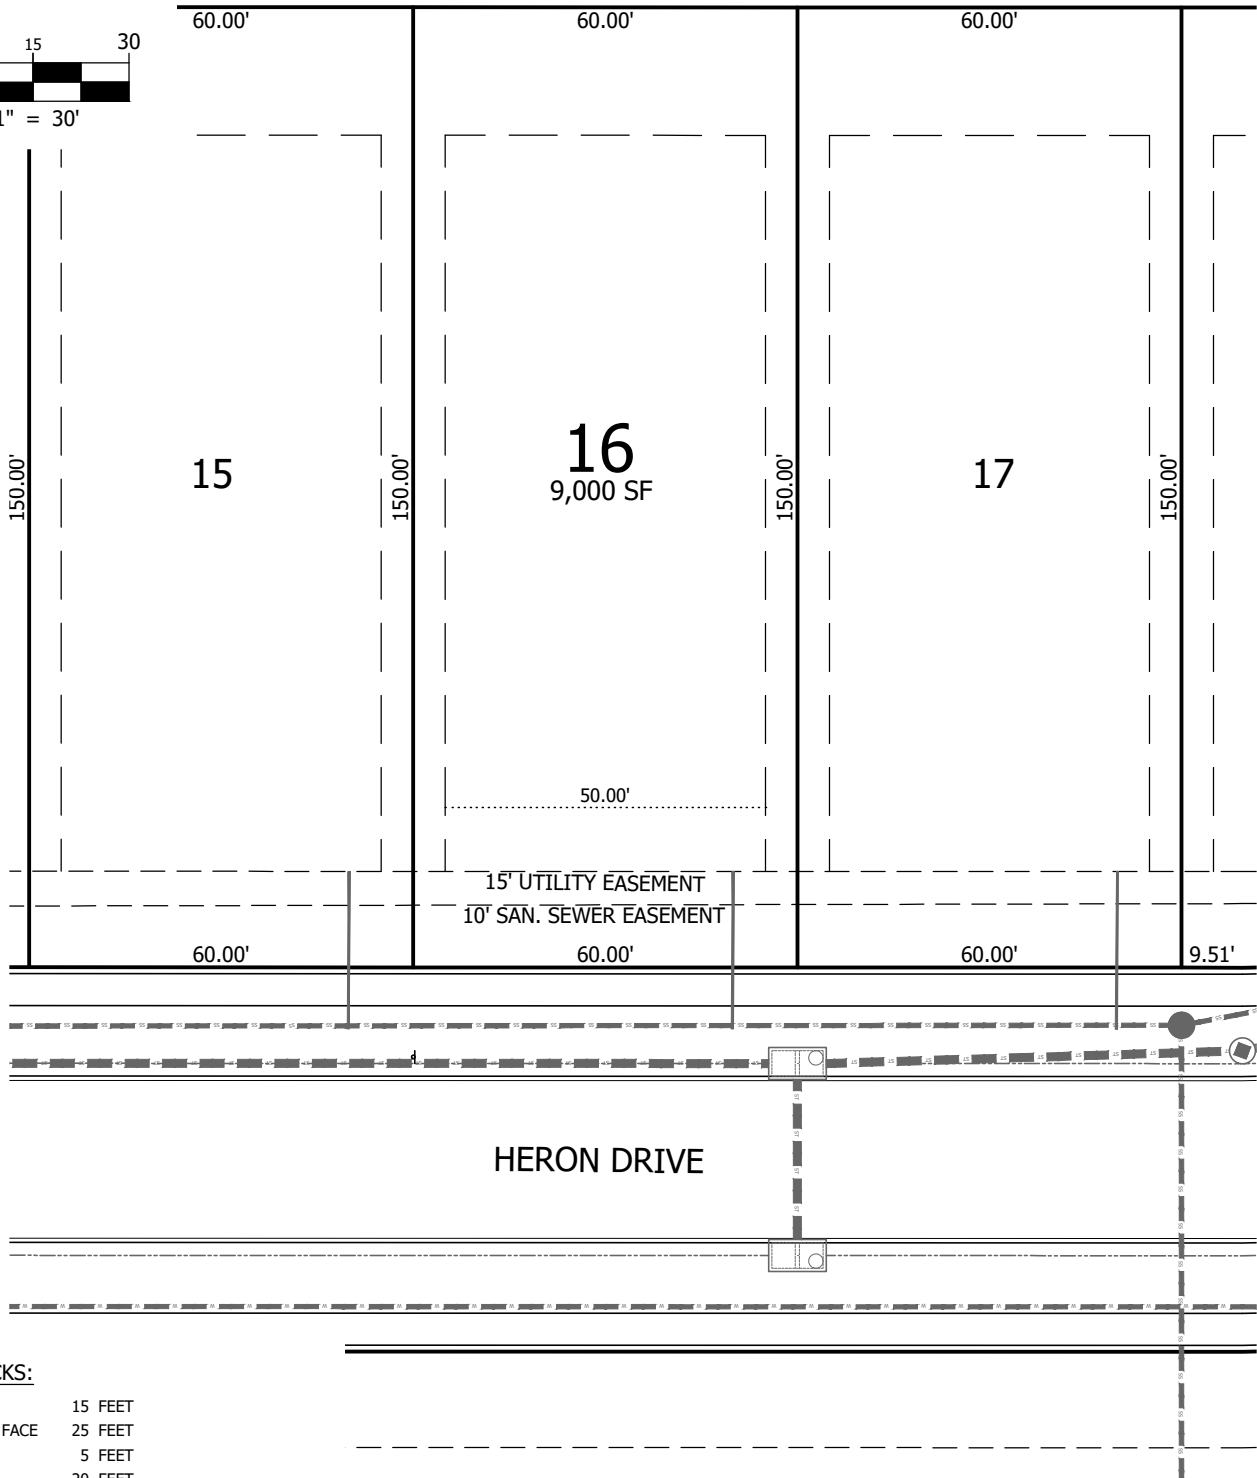 60.00' 60.00' 60.00'
15 30
1" = 30'
150.00' 150.00' 150.00' 150.00'
15
16
9,000 SF
17
50.00'
15' UTILITY EASEMENT
10' SAN. SEWER EASEMENT
60.00' 60.00' 60.00' 9.51'
HERON DRIVE
CKS:
15 FEET
FACE 25 FEET
5 FEET
20 FEET